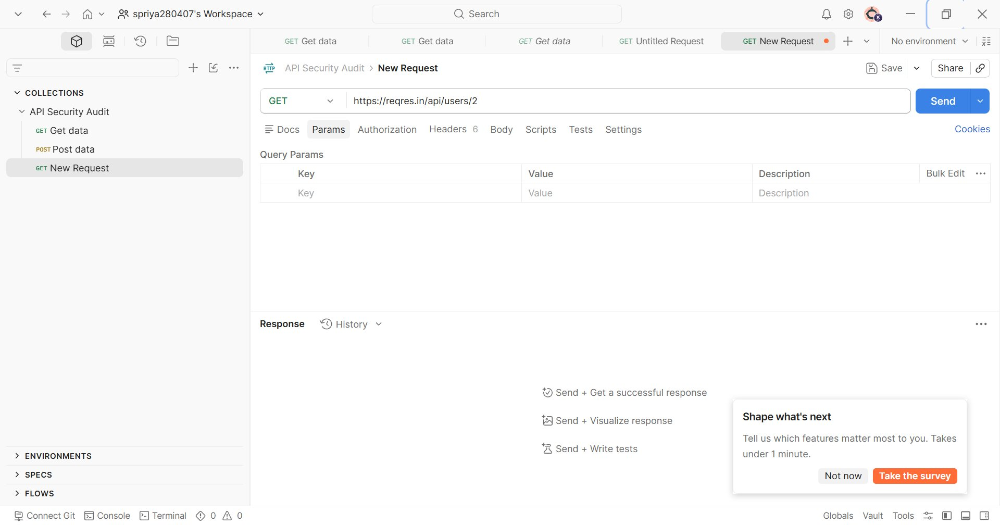 spriya280407's Workspace
Search
GET Get data
GET Get data
GET Get data
GET Untitled Request
GET New Request
No environment
HTTP API Security Audit > New Request
Save
Share
COLLECTIONS
API Security Audit
GET Get data
POST Post data
GET New Request
GET
https://reqres.in/api/users/2
Send
Docs
Params
Authorization
Headers 6
Body
Scripts
Tests
Settings
Cookies
Query Params
Key Value Description Bulk Edit
Key Value Description
Response
History
Send + Get a successful response
Send + Visualize response
Send + Write tests
Shape what's next
Tell us which features matter most to you. Takes
under 1 minute.
Not now
Take the survey
ENVIRONMENTS
SPECS
FLOWS
Connect Git
Console
Terminal
0
0
Globals
Vault
Tools